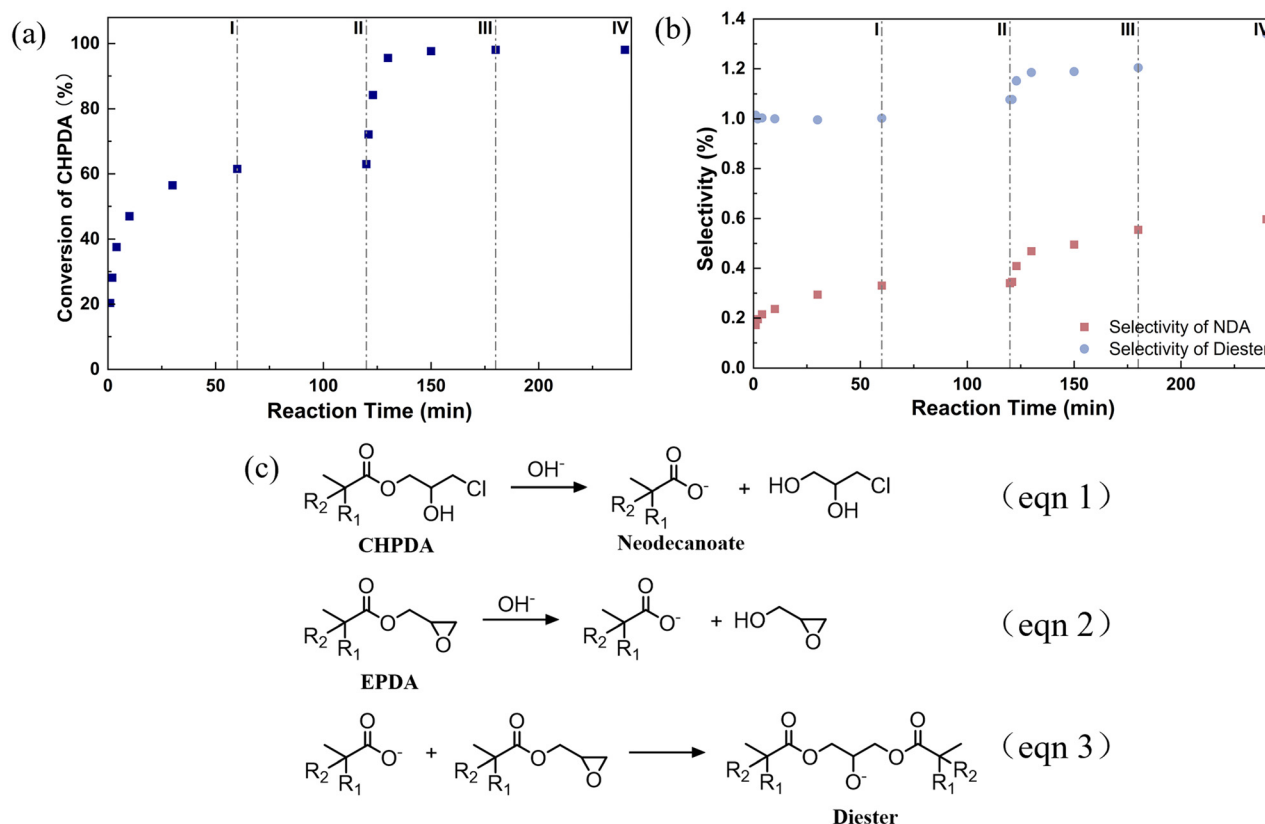 (a)
I
II
III
IV
100
80
60
40
20
0
Conversion of CHPDA (%)
0
50
100
150
200
Reaction Time (min)
(b)
I
II
III
IV
1.4
1.2
1.0
0.8
0.6
0.4
0.2
0.0
Selectivity (%)
Selectivity of NDA
Selectivity of Diester
0
50
100
150
200
Reaction Time (min)
(c)
O
O
Cl
R2
R1
OH
CHPDA
OH-
O
O-
R2
R1
Neodecanoate
+
HO
Cl
OH
(eqn 1)
O
O
R2
R1
O
EPDA
OH-
O
O-
R2
R1
+
HO
O
(eqn 2)
O
O-
R2
R1
+
O
O
R2
R1
O
O
O
O
O
R2
R1
O-
R1
R2
Diester
(eqn 3)